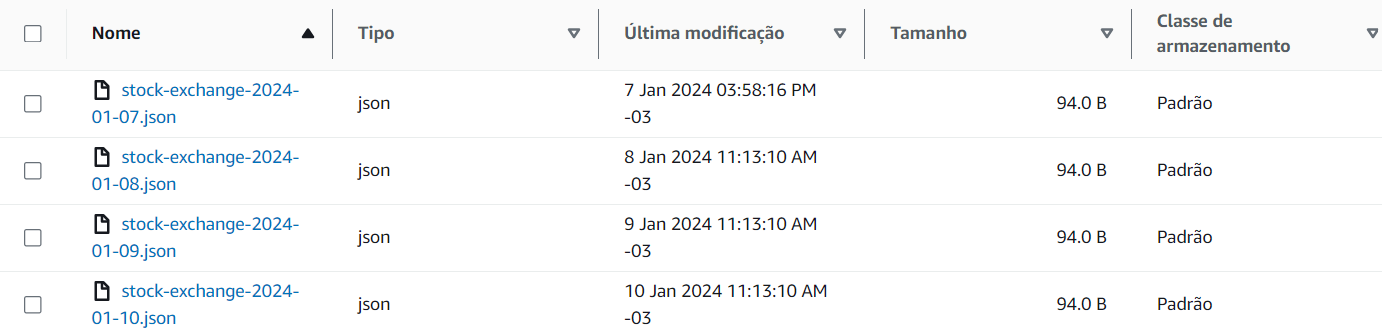 Nome
Tipo
Última modificação
Tamanho
Classe de
armazenamento
stock-exchange-2024-
01-07.json
json
7 Jan 2024 03:58:16 PM
-03
94.0 B
Padrão
stock-exchange-2024-
01-08.json
json
8 Jan 2024 11:13:10 AM
-03
94.0 B
Padrão
stock-exchange-2024-
01-09.json
json
9 Jan 2024 11:13:10 AM
-03
94.0 B
Padrão
stock-exchange-2024-
01-10.json
json
10 Jan 2024 11:13:10 AM
-03
94.0 B
Padrão